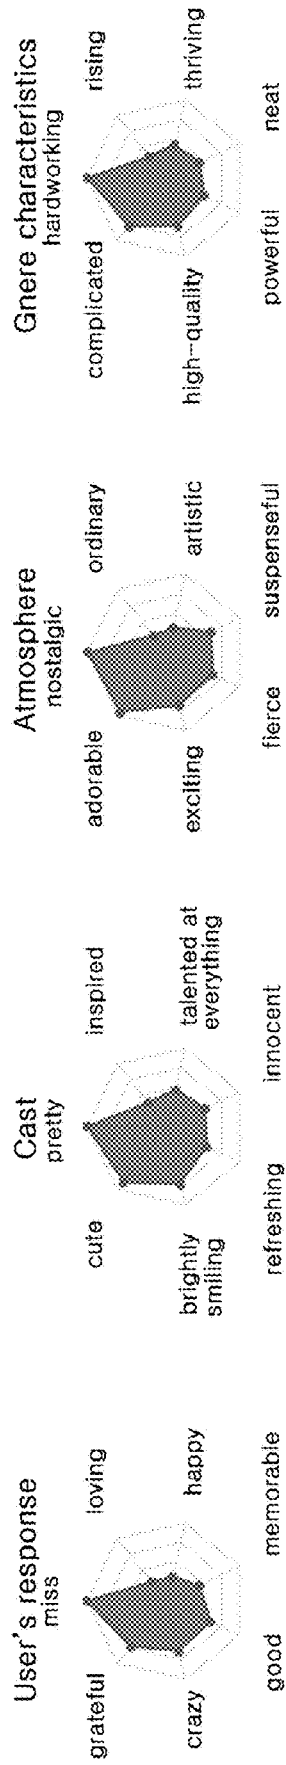 User's response
miss
grateful
loving
crazy
happy
good
memorable
Cast
pretty
cute
inspired
brightly
smiling
talented at
everything
refreshing
innocent
Atmosphere
nostalgic
adorable
ordinary
exciting
artistic
fierce
suspenseful
Gnere characteristics
hardworking
complicated
rising
high-quality
thriving
powerful
neat